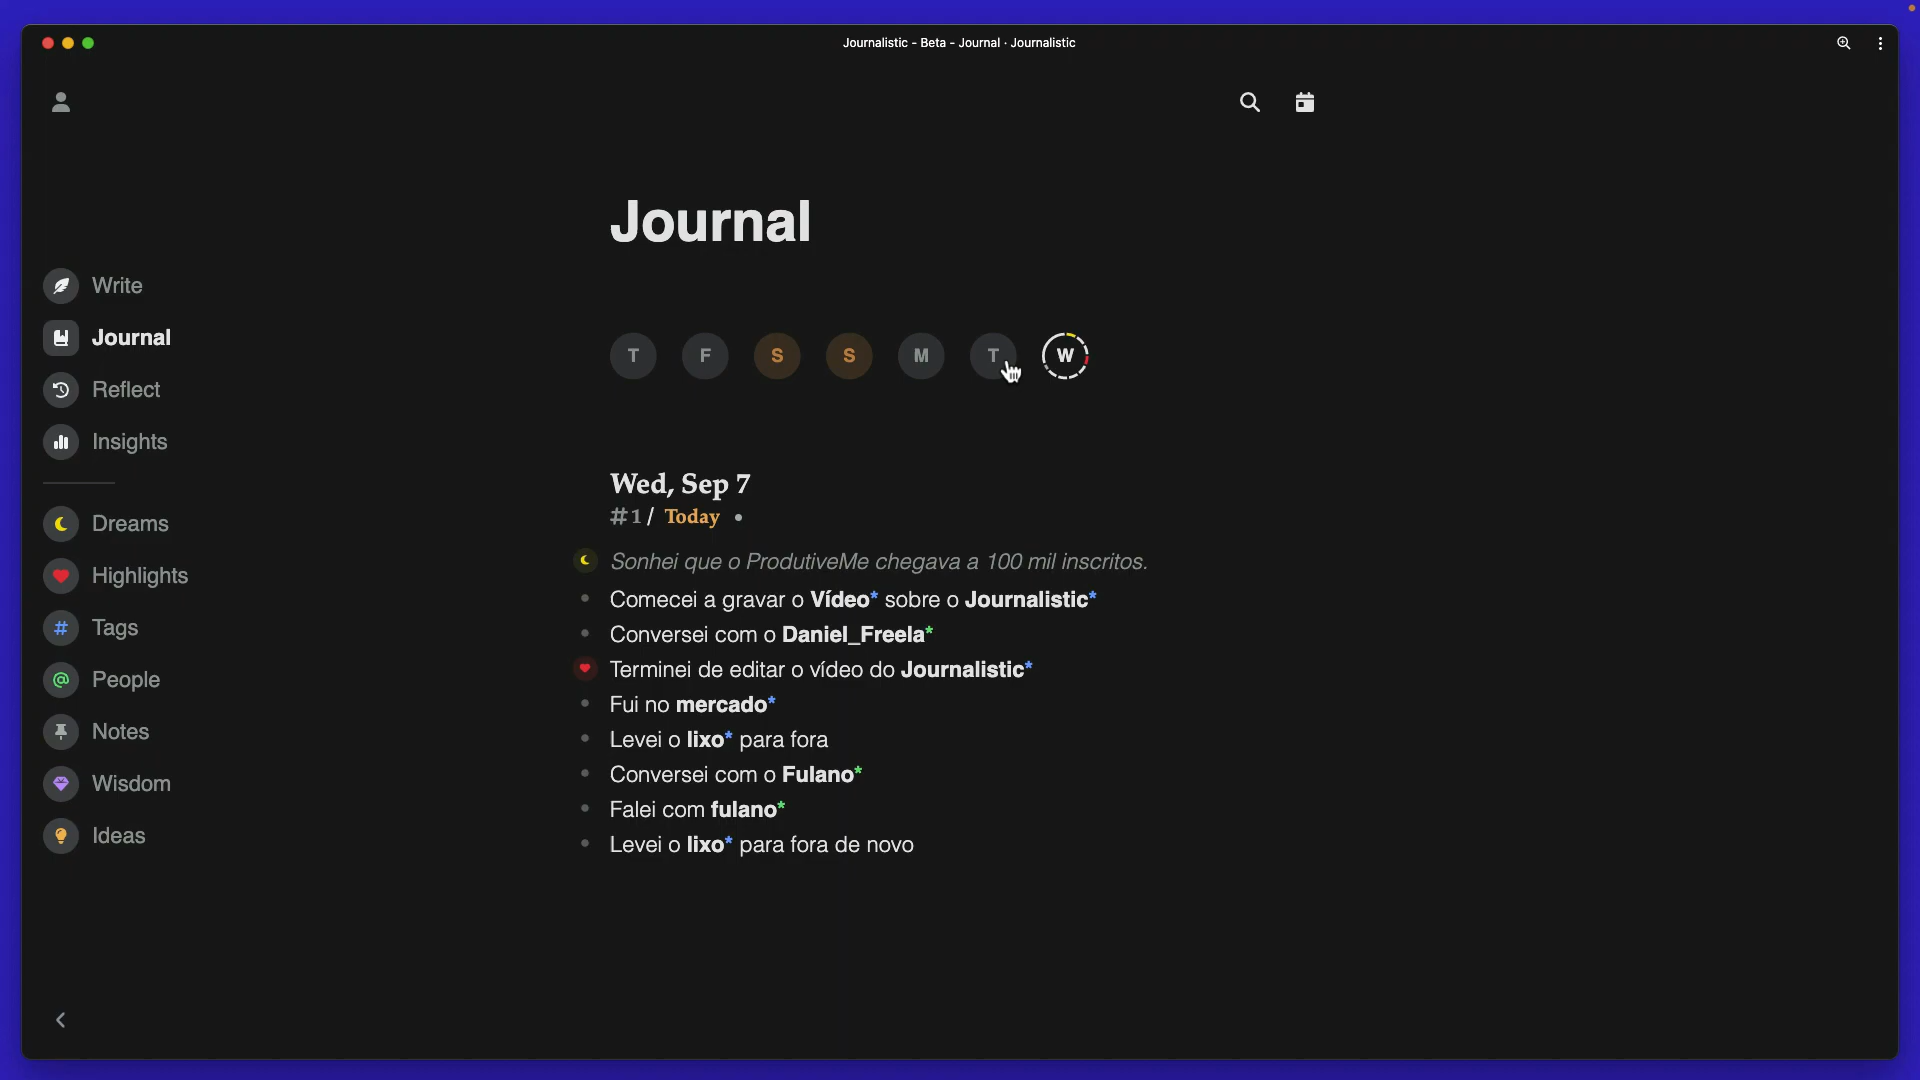 Journalistic - Beta - Journal · Journalistic
Journal
Write
Journal
Reflect
Insights
Dreams
Highlights
Tags
People
Notes
Wisdom
Ideas
T F S S M T W
Wed, Sep 7
#1 / Today •
Sonhei que o ProdutiveMe chegava a 100 mil inscritos.
• Comecei a gravar o Vídeo* sobre o Journalistic*
• Conversei com o Daniel_Freela*
Terminei de editar o vídeo do Journalistic*
• Fui no mercado*
• Levei o lixo* para fora
• Conversei com o Fulano*
• Falei com fulano*
• Levei o lixo* para fora de novo